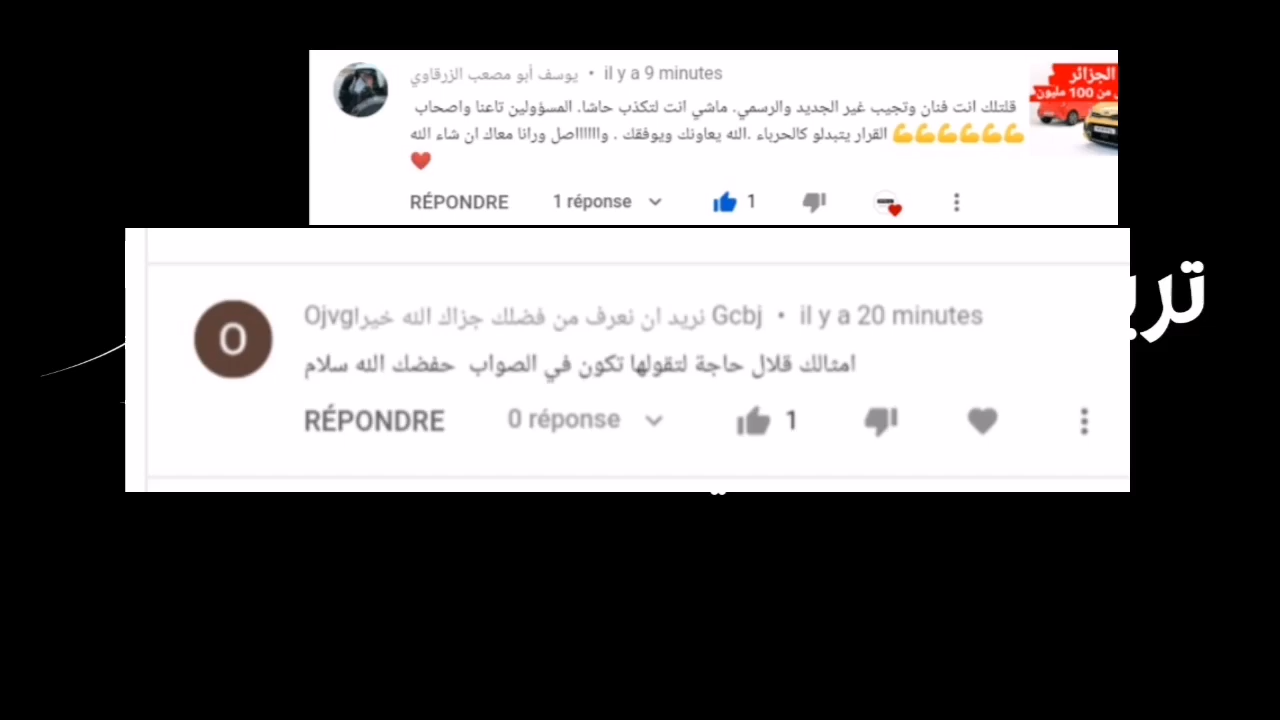 يوسف أبو مصعب الزرقاوي • il y a 9 minutes
الجزائر
من 100 مليون
قلتلك انت فنان وتجيب غير الجديد والرسمي. ماشي انت لتكذب حاشا. المسؤولين تاعنا واصحاب
القرار يتبدلو كالحرباء .الله يعاونك ويوفقك . وااااااصل ورانا معاك ان شاء الله 💪💪💪💪💪💪
❤️
RÉPONDRE 1 réponse 1
Ojvgنريد ان نعرف من فضلك جزاك الله خيرا Gcbj • il y a 20 minutes
امثالك قلال حاجة لتقولها تكون في الصواب حفضك الله سلام
RÉPONDRE 0 réponse 1
O